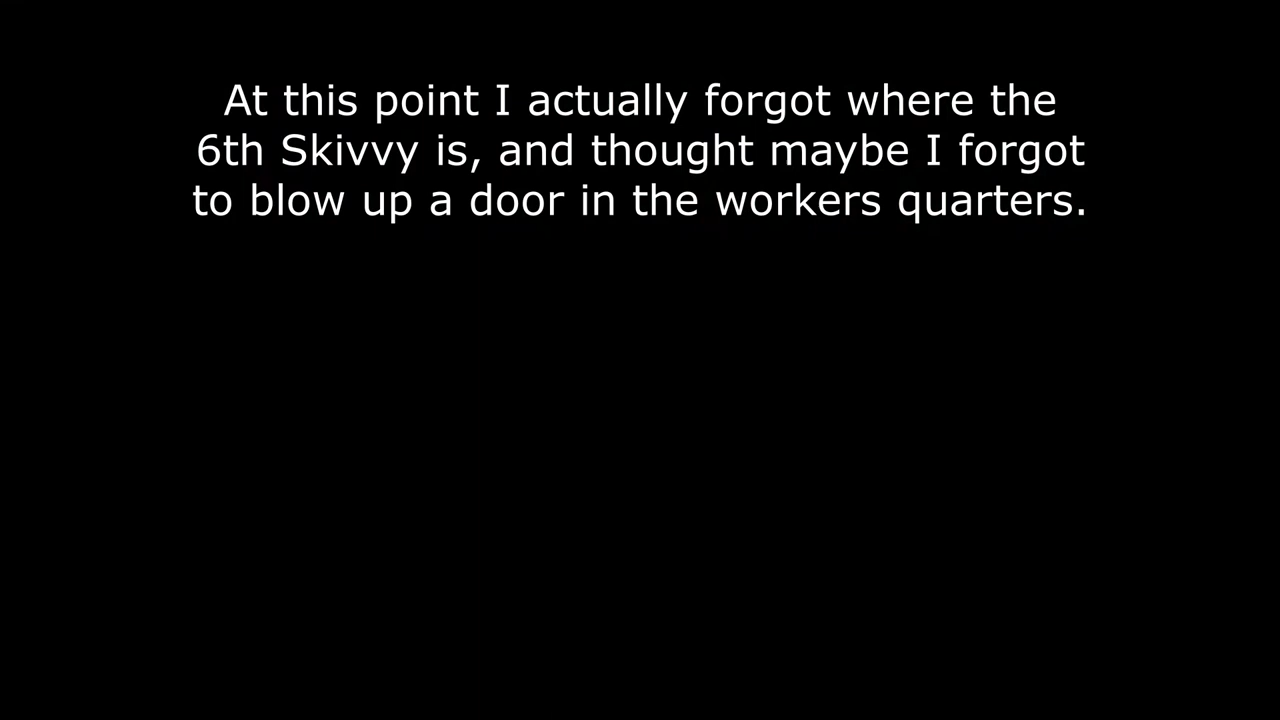 At this point I actually forgot where the
6th Skivvy is, and thought maybe I forgot
to blow up a door in the workers quarters.